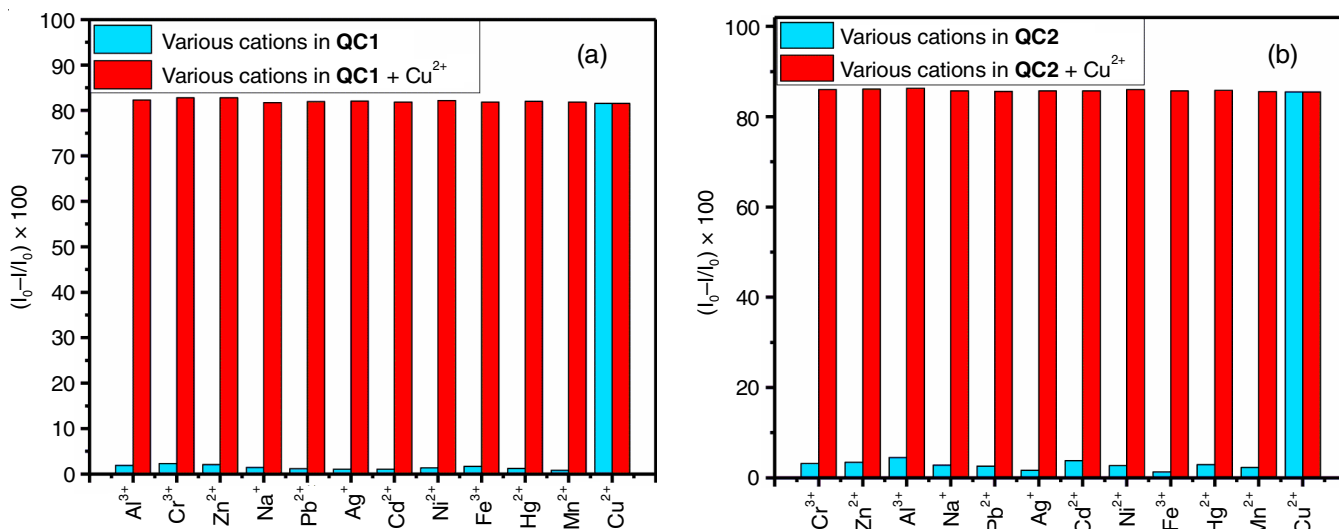 100
90
80
70
60
50
40
30
20
10
0
(I₀–I/I₀) × 100
Various cations in QC1
Various cations in QC1 + Cu²⁺
(a)
Al³⁺
Cr³⁺
Zn²⁺
Na⁺
Pb²⁺
Ag⁺
Cd²⁺
Ni²⁺
Fe³⁺
Hg²⁺
Mn²⁺
Cu²⁺
100
80
60
40
20
0
(I₀–I/I₀) × 100
Various cations in QC2
Various cations in QC2 + Cu²⁺
(b)
Cr³⁺
Zn²⁺
Al³⁺
Na⁺
Pb²⁺
Ag⁺
Cd²⁺
Ni²⁺
Fe³⁺
Hg²⁺
Mn²⁺
Cu²⁺